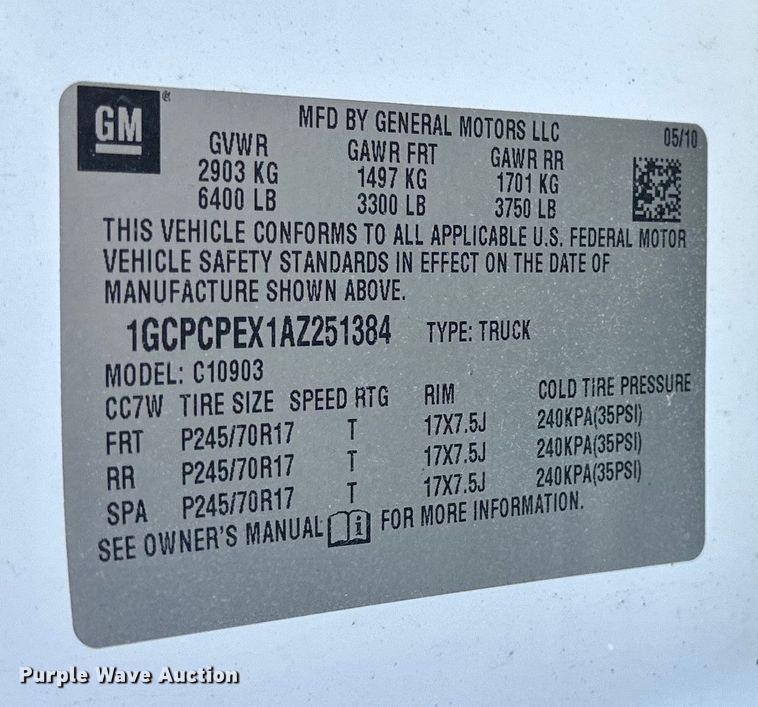 GM
MFD BY GENERAL MOTORS LLC 05/10
GVWR GAWR FRT GAWR RR
2903 KG 1497 KG 1701 KG
6400 LB 3300 LB 3750 LB
THIS VEHICLE CONFORMS TO ALL APPLICABLE U.S. FEDERAL MOTOR
VEHICLE SAFETY STANDARDS IN EFFECT ON THE DATE OF
MANUFACTURE SHOWN ABOVE.
1GCPCPEX1AZ251384 TYPE: TRUCK
MODEL: C10903
CC7W TIRE SIZE SPEED RTG RIM COLD TIRE PRESSURE
FRT P245/70R17 T 17X7.5J 240KPA(35PSI)
RR P245/70R17 T 17X7.5J 240KPA(35PSI)
SPA P245/70R17 T 17X7.5J 240KPA(35PSI)
SEE OWNER'S MANUAL i FOR MORE INFORMATION.
Purple Wave Auction